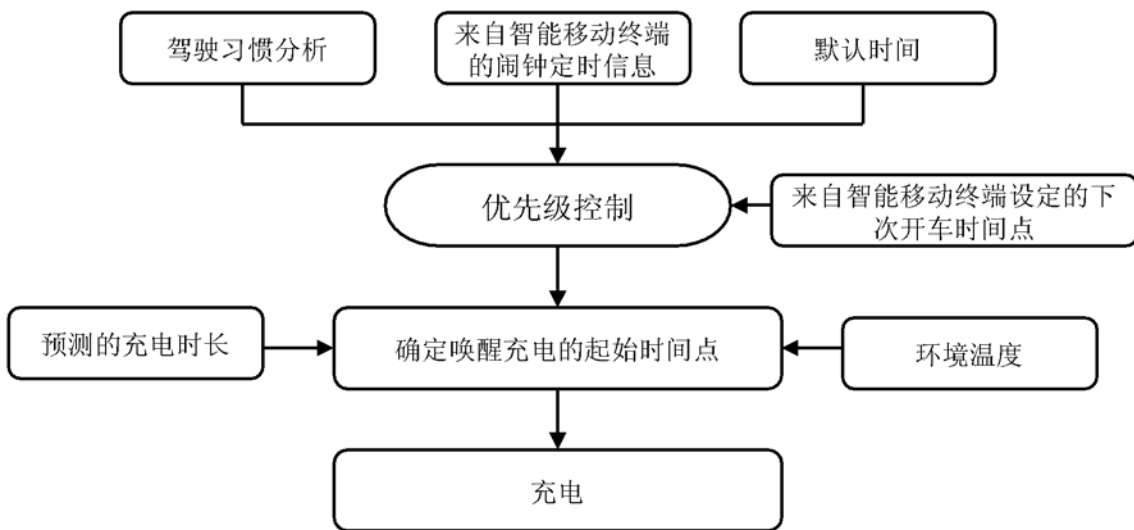 驾驶习惯分析
来自智能移动终端
的闹钟定时信息
默认时间
优先级控制
来自智能移动终端设定的下
次开车时间点
预测的充电时长
确定唤醒充电的起始时间点
环境温度
充电